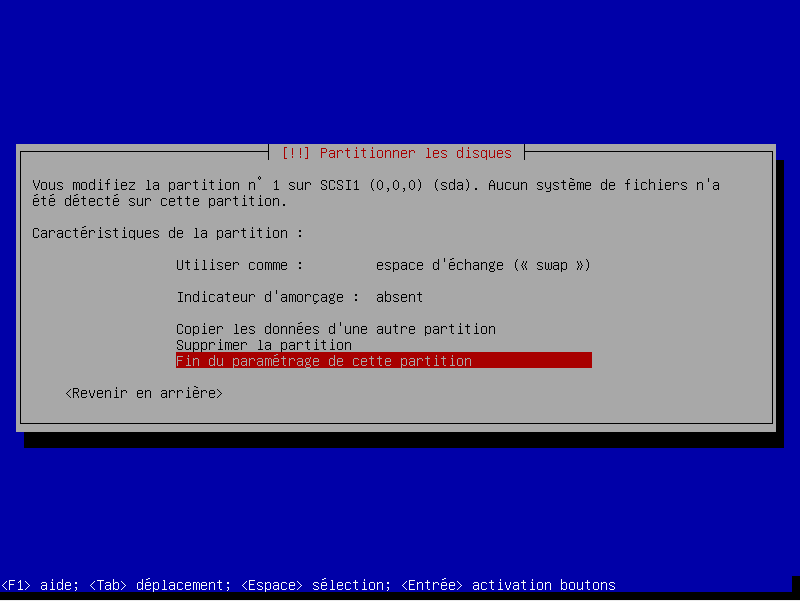 [!!] Partitionner les disques
Vous modifiez la partition n° 1 sur SCSI1 (0,0,0) (sda). Aucun système de fichiers n'a
été détecté sur cette partition.
Caractéristiques de la partition :
Utiliser comme : espace d'échange (« swap »)
Indicateur d'amorçage : absent
Copier les données d'une autre partition
Supprimer la partition
Fin du paramétrage de cette partition
<Revenir en arrière>
<F1> aide; <Tab> déplacement; <Espace> sélection; <Entrée> activation boutons